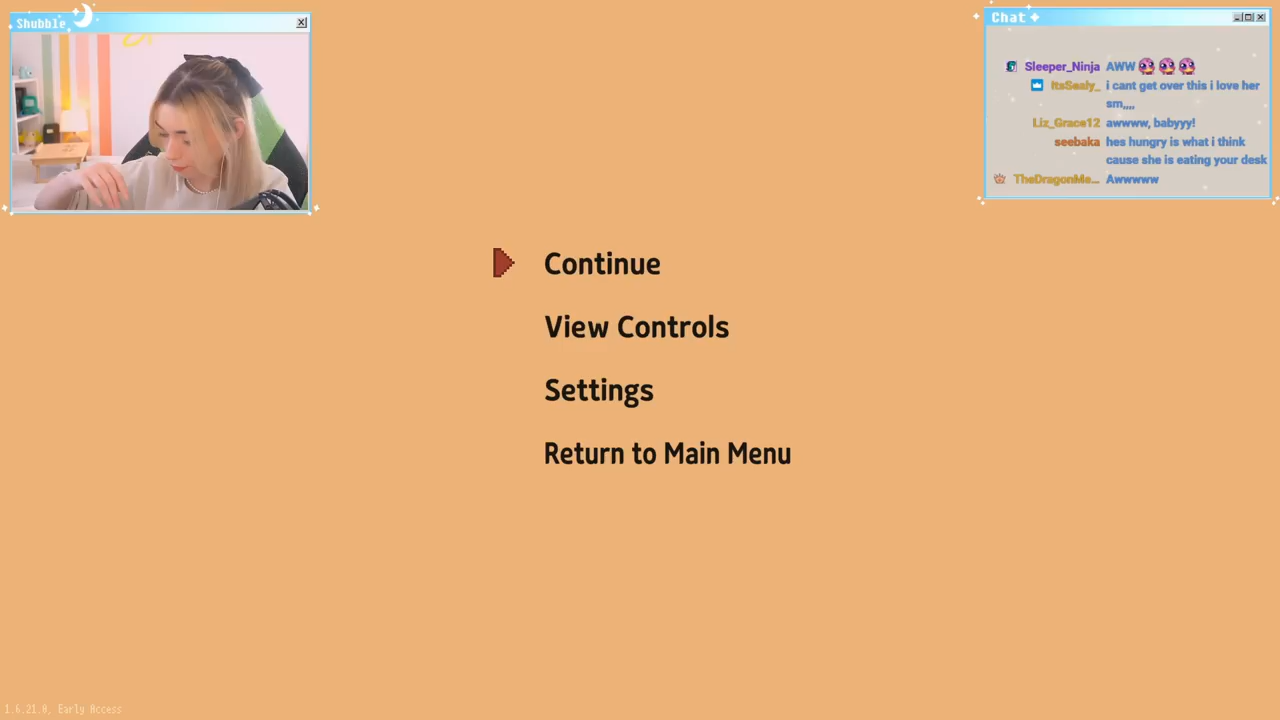 Shubble
Chat
Sleeper_Ninja AWW
ItsSealy_ i cant get over this i love her
sm,,,,
Liz_Grace12 awwww, babyyy!
seebaka hes hungry is what i think
cause she is eating your desk
TheDragonMe... Awwwww
Continue
View Controls
Settings
Return to Main Menu
1.6.21.0, Early Access